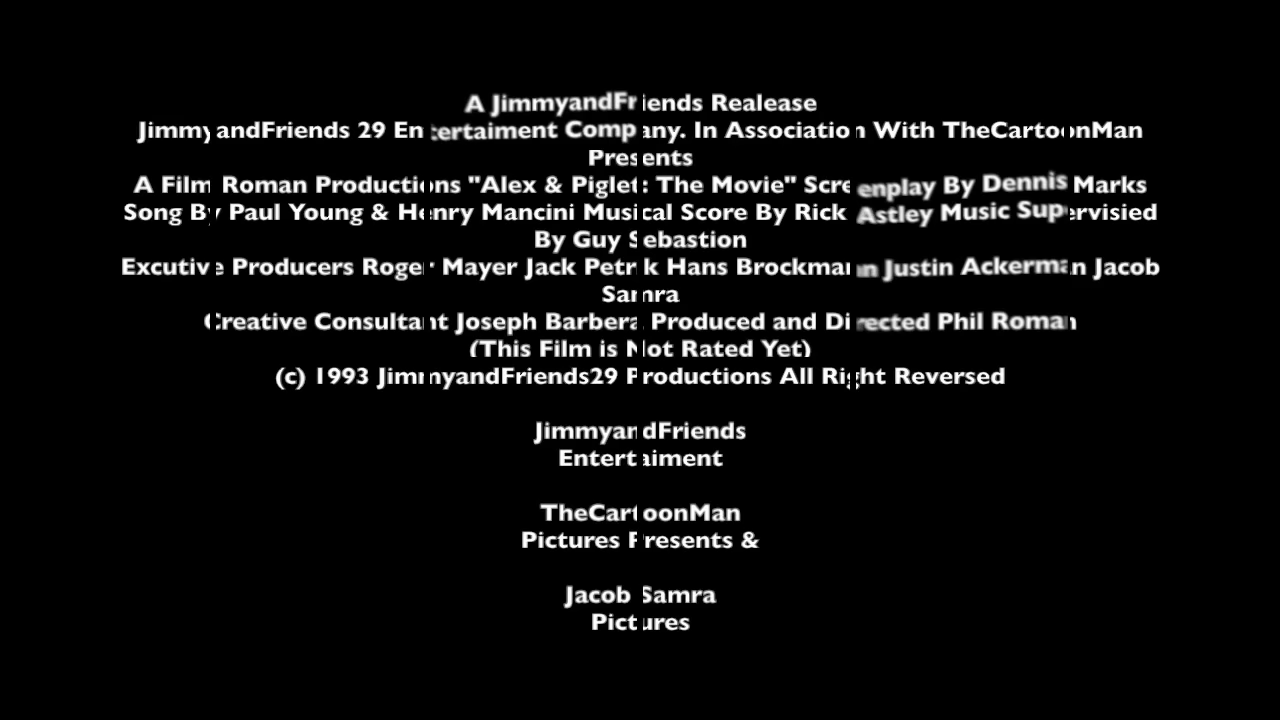 A JimmyandFriends Realease
JimmyandFriends 29 Entertaiment Company. In Association With TheCartoonMan
Presents
A Film Roman Productions "Alex & Piglet: The Movie" Screenplay By Dennis Marks
Song By Paul Young & Henry Mancini Musical Score By Rick Astley Music Supervisied
By Guy Sebastion
Excutive Producers Roger Mayer Jack Petrik Hans Brockmann Justin Ackerman Jacob
Samra
Creative Consultant Joseph Barbera Produced and Directed Phil Roman
(This Film is Not Rated Yet)
(c) 1993 JimmyandFriends29 Productions All Right Reversed
JimmyandFriends
Entertaiment
TheCartoonMan
Pictures Presents &
Jacob Samra
Pictures